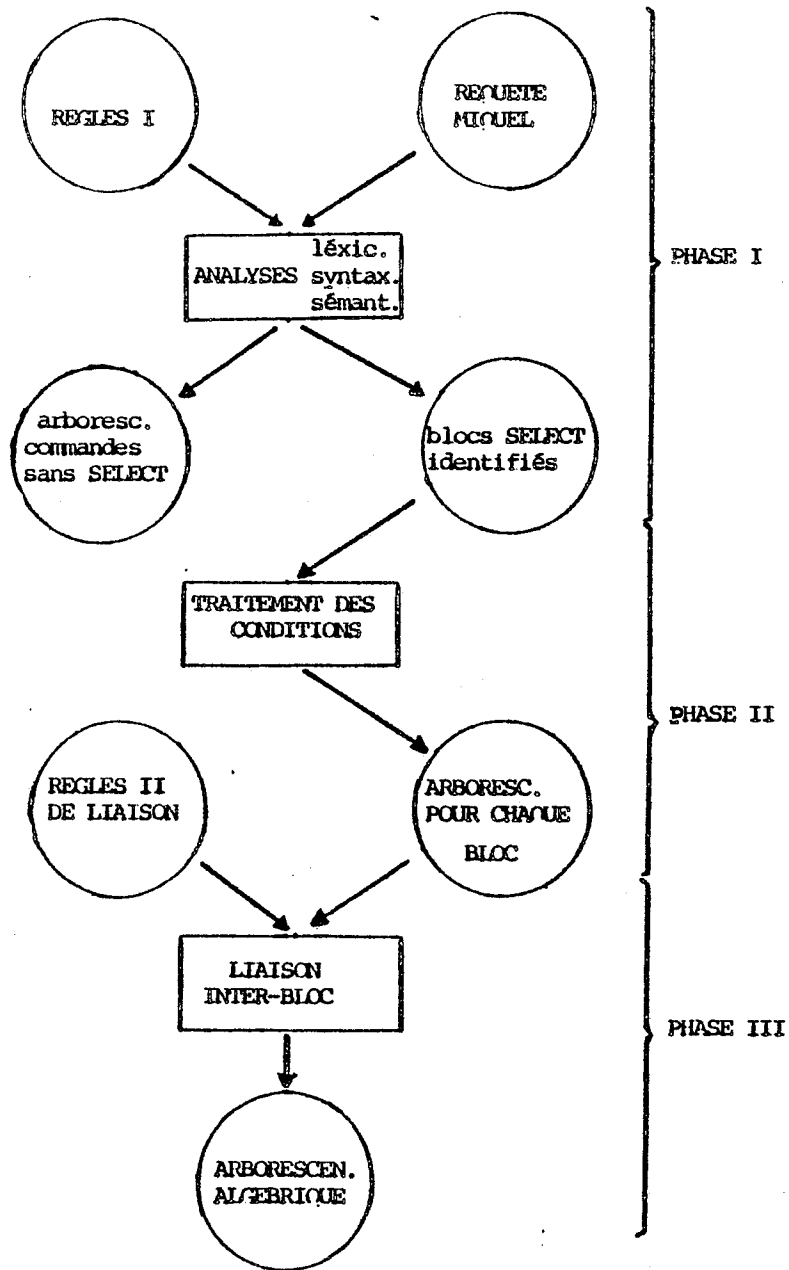 REGLES I
REQUETE
MIQUEL
ANALYSES
léxic.
syntax.
sémant.
PHASE I
arboresc.
commandes
sans SELECT
blocs SELECT
identifiés
TRAITEMENT DES
CONDITIONS
PHASE II
REGLES II
DE LIAISON
ARBORESC.
POUR CHAQUE
BLOC
LIAISON
INTER-BLOC
PHASE III
ARBORESCEN.
ALGEBRIQUE